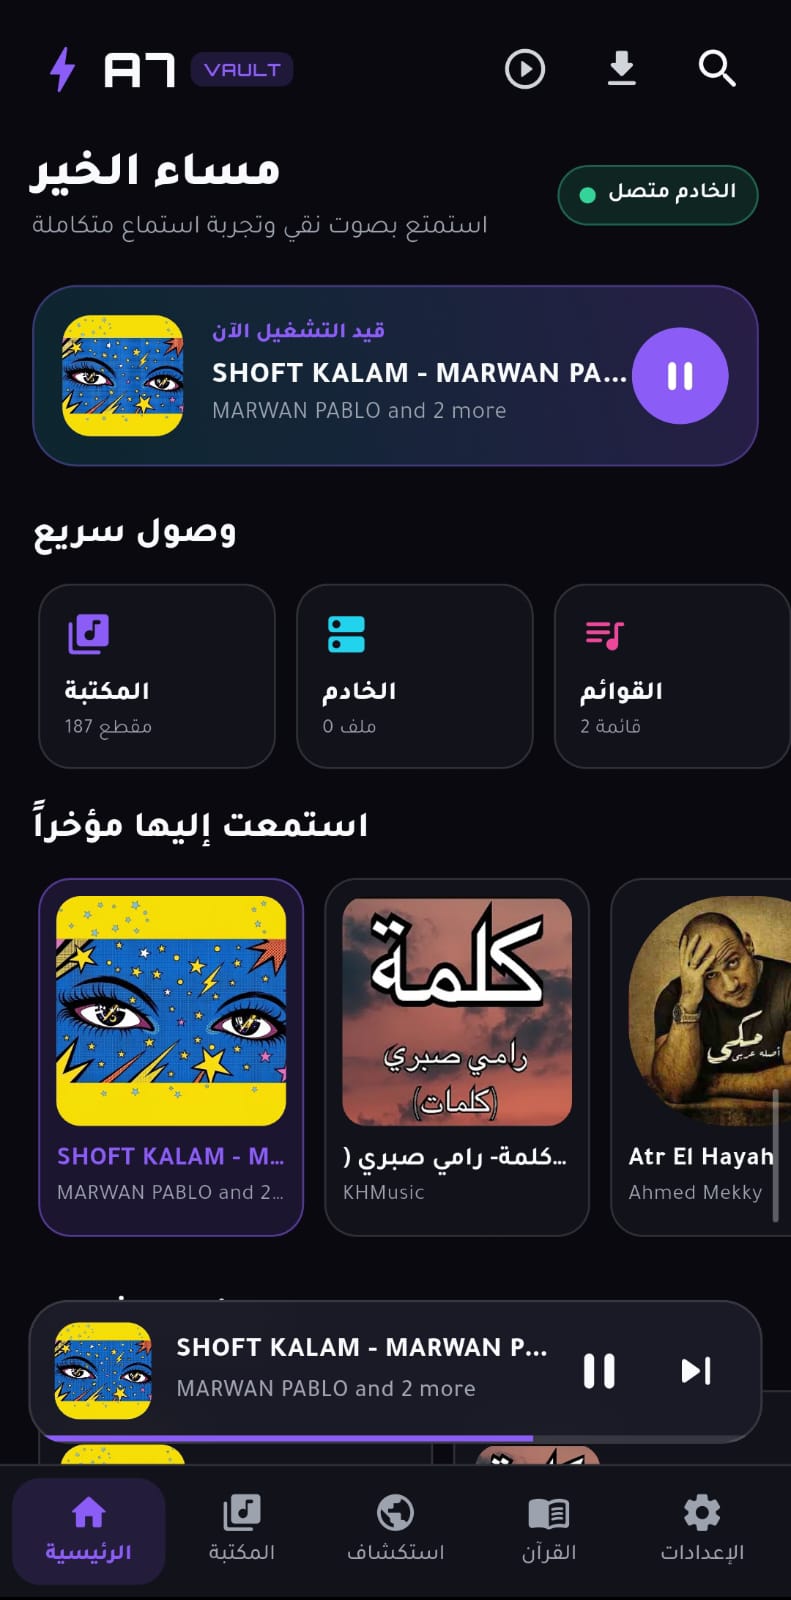 A7 VAULT
مساء الخير
الخادم متصل
استمتع بصوت نقي وتجربة استماع متكاملة
قيد التشغيل الآن
SHOFT KALAM - MARWAN PA...
MARWAN PABLO and 2 more
وصول سريع
المكتبة
187 مقطع
الخادم
0 ملف
القوائم
2 قائمة
استمعت إليها مؤخراً
كلمة
رامي صبري
(كلمات)
مكي
أصله عربي
SHOFT KALAM - M...
MARWAN PABLO and 2...
كلمة- رامي صبري (...
KHMusic
Atr El Hayah
Ahmed Mekky
SHOFT KALAM - MARWAN P...
MARWAN PABLO and 2 more
الرئيسية
المكتبة
استكشاف
القرآن
الإعدادات